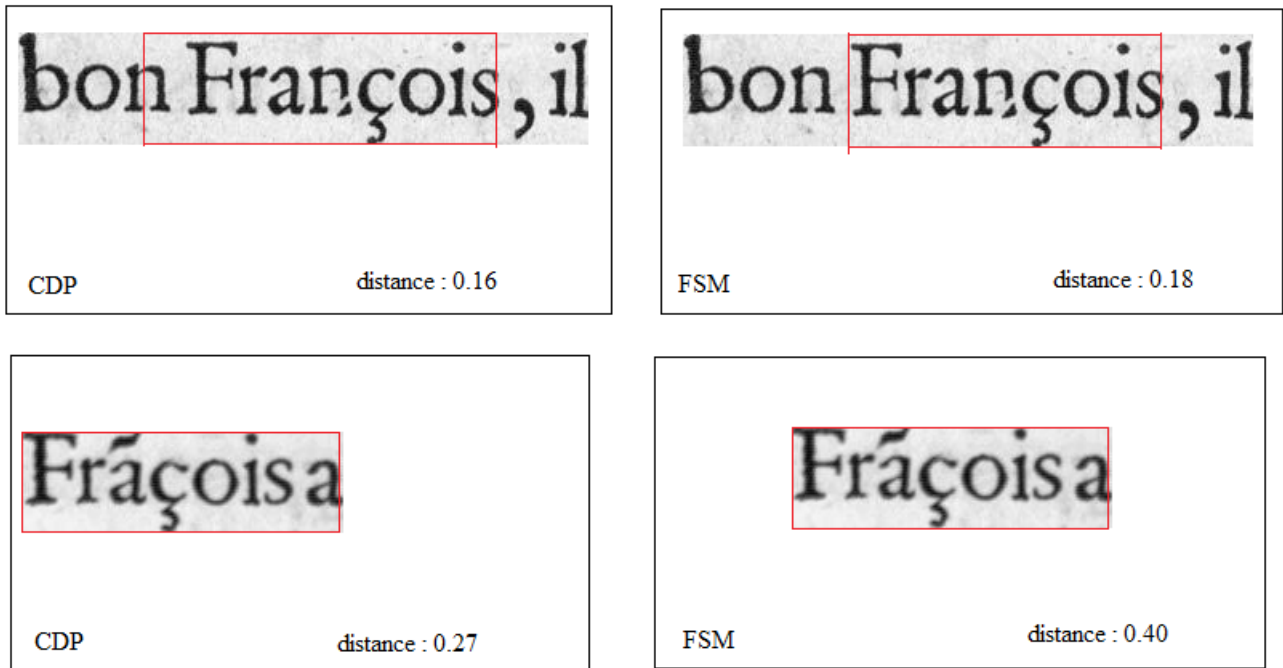 bon François, il
CDP distance : 0.16
bon François, il
FSM distance : 0.18
Frãçois a
CDP distance : 0.27
Frãçois a
FSM distance : 0.40